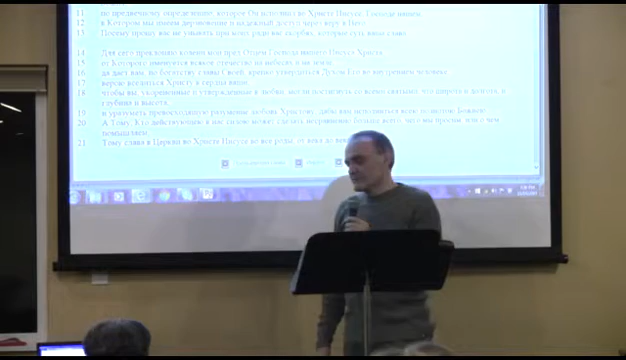 11 по предвечному определению, которое Он исполнил во Христе Иисусе, Господе нашем,
12 в Котором мы имеем дерзновение и надежный доступ через веру в Него.
13 Посему прошу вас не унывать при моих ради вас скорбях, которые суть ваша слава.
14 Для сего преклоняю колени мои пред Отцем Господа нашего Иисуса Христа,
15 от Которого именуется всякое отечество на небесах и на земле,
16 да даст вам, по богатству славы Своей, крепко утвердиться Духом Его во внутреннем человеке,
17 верою вселиться Христу в сердца ваши,
18 чтобы вы, укорененные и утвержденные в любви, могли постигнуть со всеми святыми, что широта и долгота, и
глубина и высота,
19 и уразуметь превосходящую разумение любовь Христову, дабы вам исполниться всею полнотою Божиею.
20 А Тому, Кто действующею в нас силою может сделать несравненно больше всего, чего мы просим, или о чем
помышляем,
21 Тому слава в Церкви во Христе Иисусе во все роды, от века до